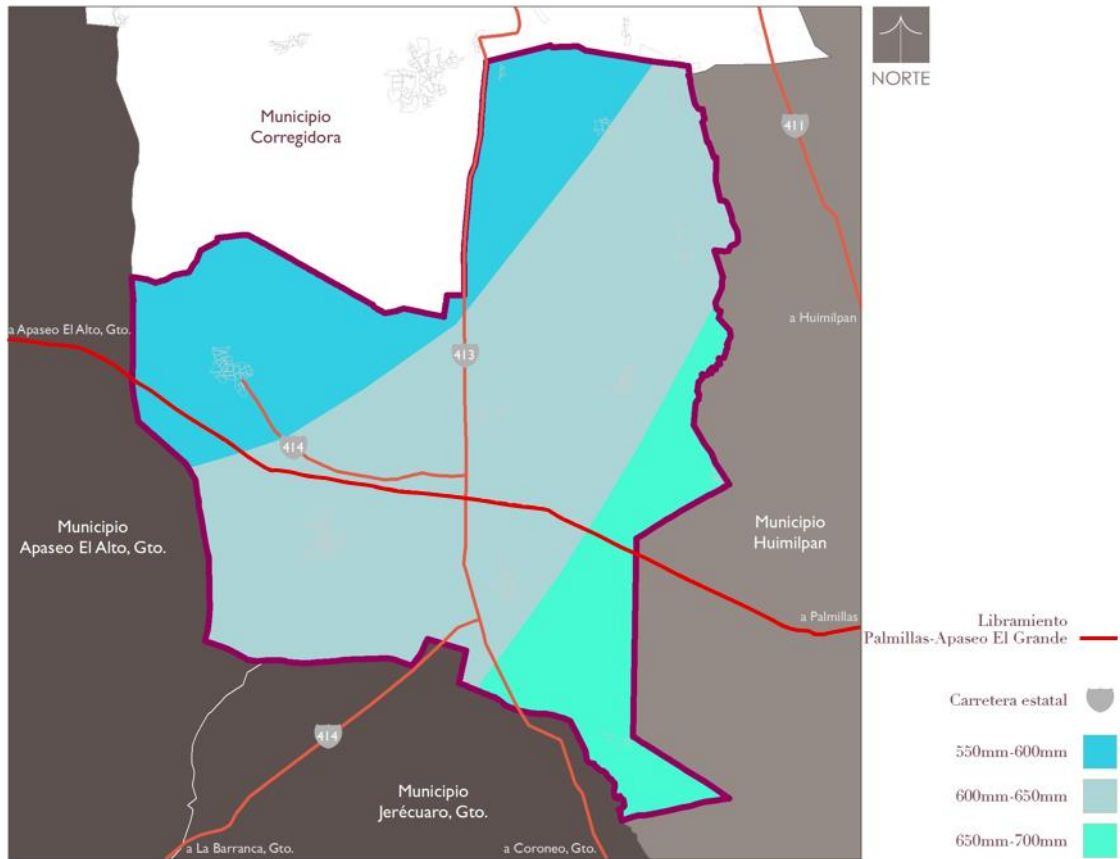 NORTE
Municipio
Corregidora
411
a Huimilpan
a Apaseo El Alto, Gto.
413
414
Municipio
Apaseo El Alto, Gto.
Municipio
Huimilpan
a Palmillas
Libramiento
Palmillas-Apaseo El Grande
Carretera estatal
414
550mm-600mm
Municipio
Jerécuaro, Gto.
600mm-650mm
650mm-700mm
a La Barranca, Gto.
a Coroneo, Gto.